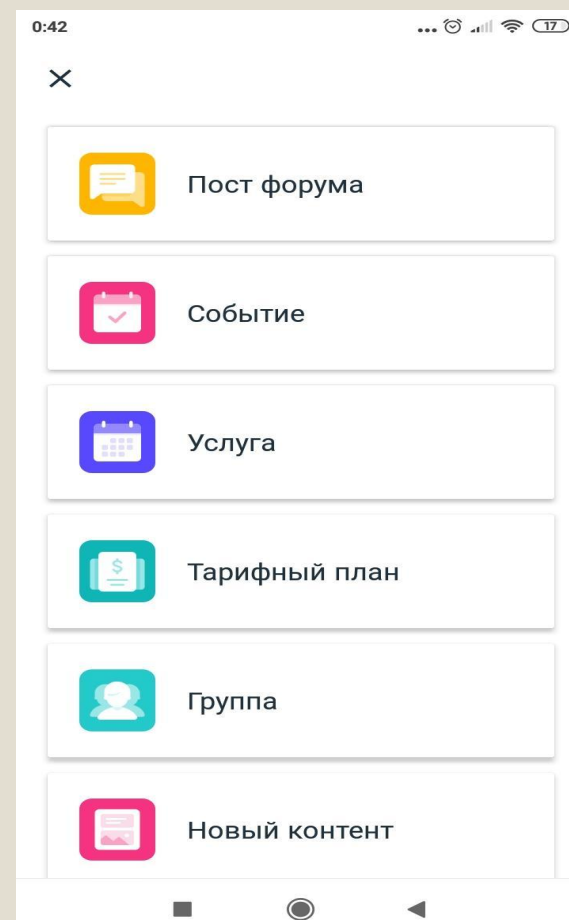 0:42
17
Пост форума
Событие
Услуга
$
Тарифный план
Группа
Новый контент